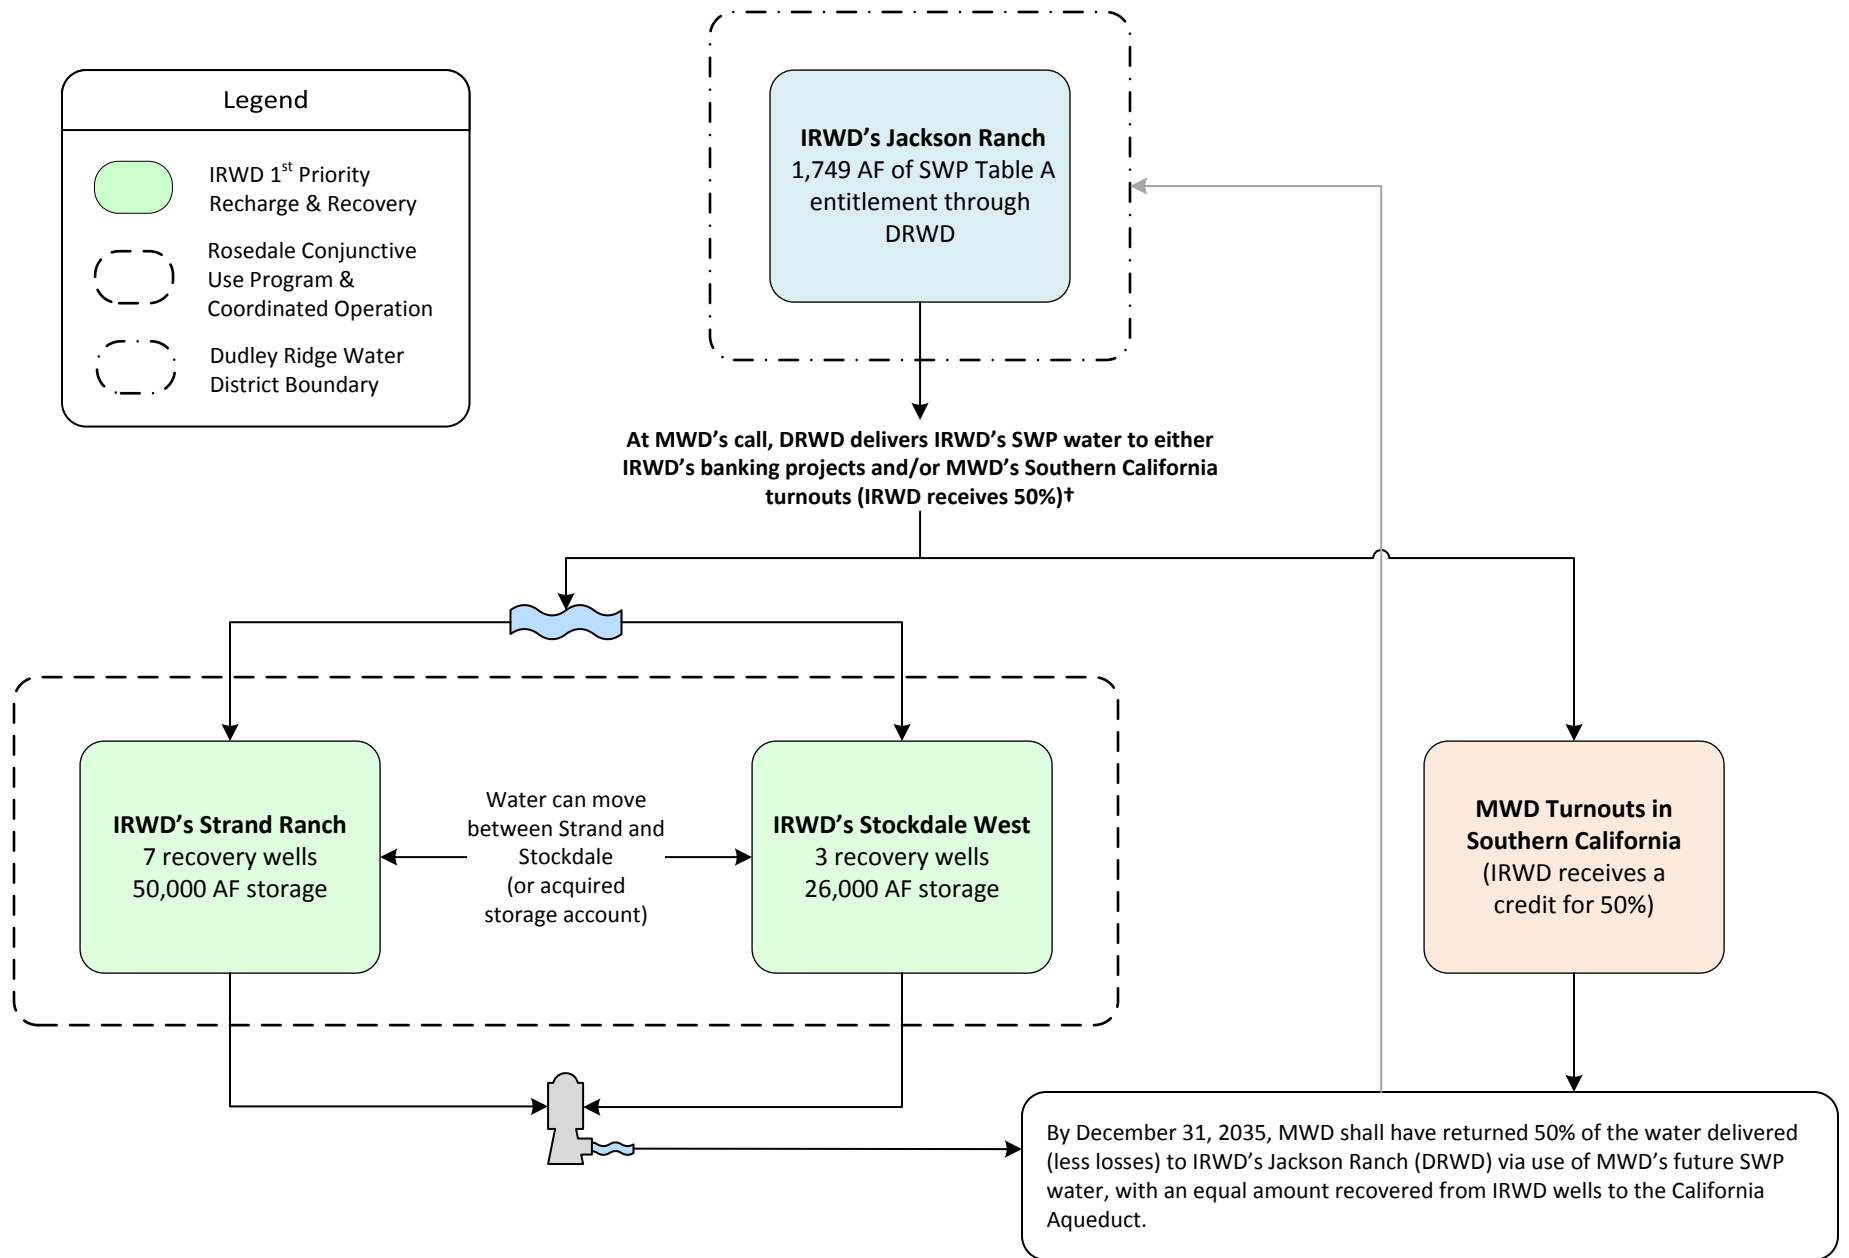 Legend
IRWD 1st Priority
Recharge & Recovery
Rosedale Conjunctive
Use Program &
Coordinated Operation
Dudley Ridge Water
District Boundary
IRWD’s Jackson Ranch
1,749 AF of SWP Table A
entitlement through
DRWD
At MWD’s call, DRWD delivers IRWD’s SWP water to either
IRWD’s banking projects and/or MWD’s Southern California
turnouts (IRWD receives 50%)†
IRWD’s Strand Ranch
7 recovery wells
50,000 AF storage
Water can move
between Strand and
Stockdale
(or acquired
storage account)
IRWD’s Stockdale West
3 recovery wells
26,000 AF storage
MWD Turnouts in
Southern California
(IRWD receives a
credit for 50%)
By December 31, 2035, MWD shall have returned 50% of the water delivered
(less losses) to IRWD’s Jackson Ranch (DRWD) via use of MWD’s future SWP
water, with an equal amount recovered from IRWD wells to the California
Aqueduct.